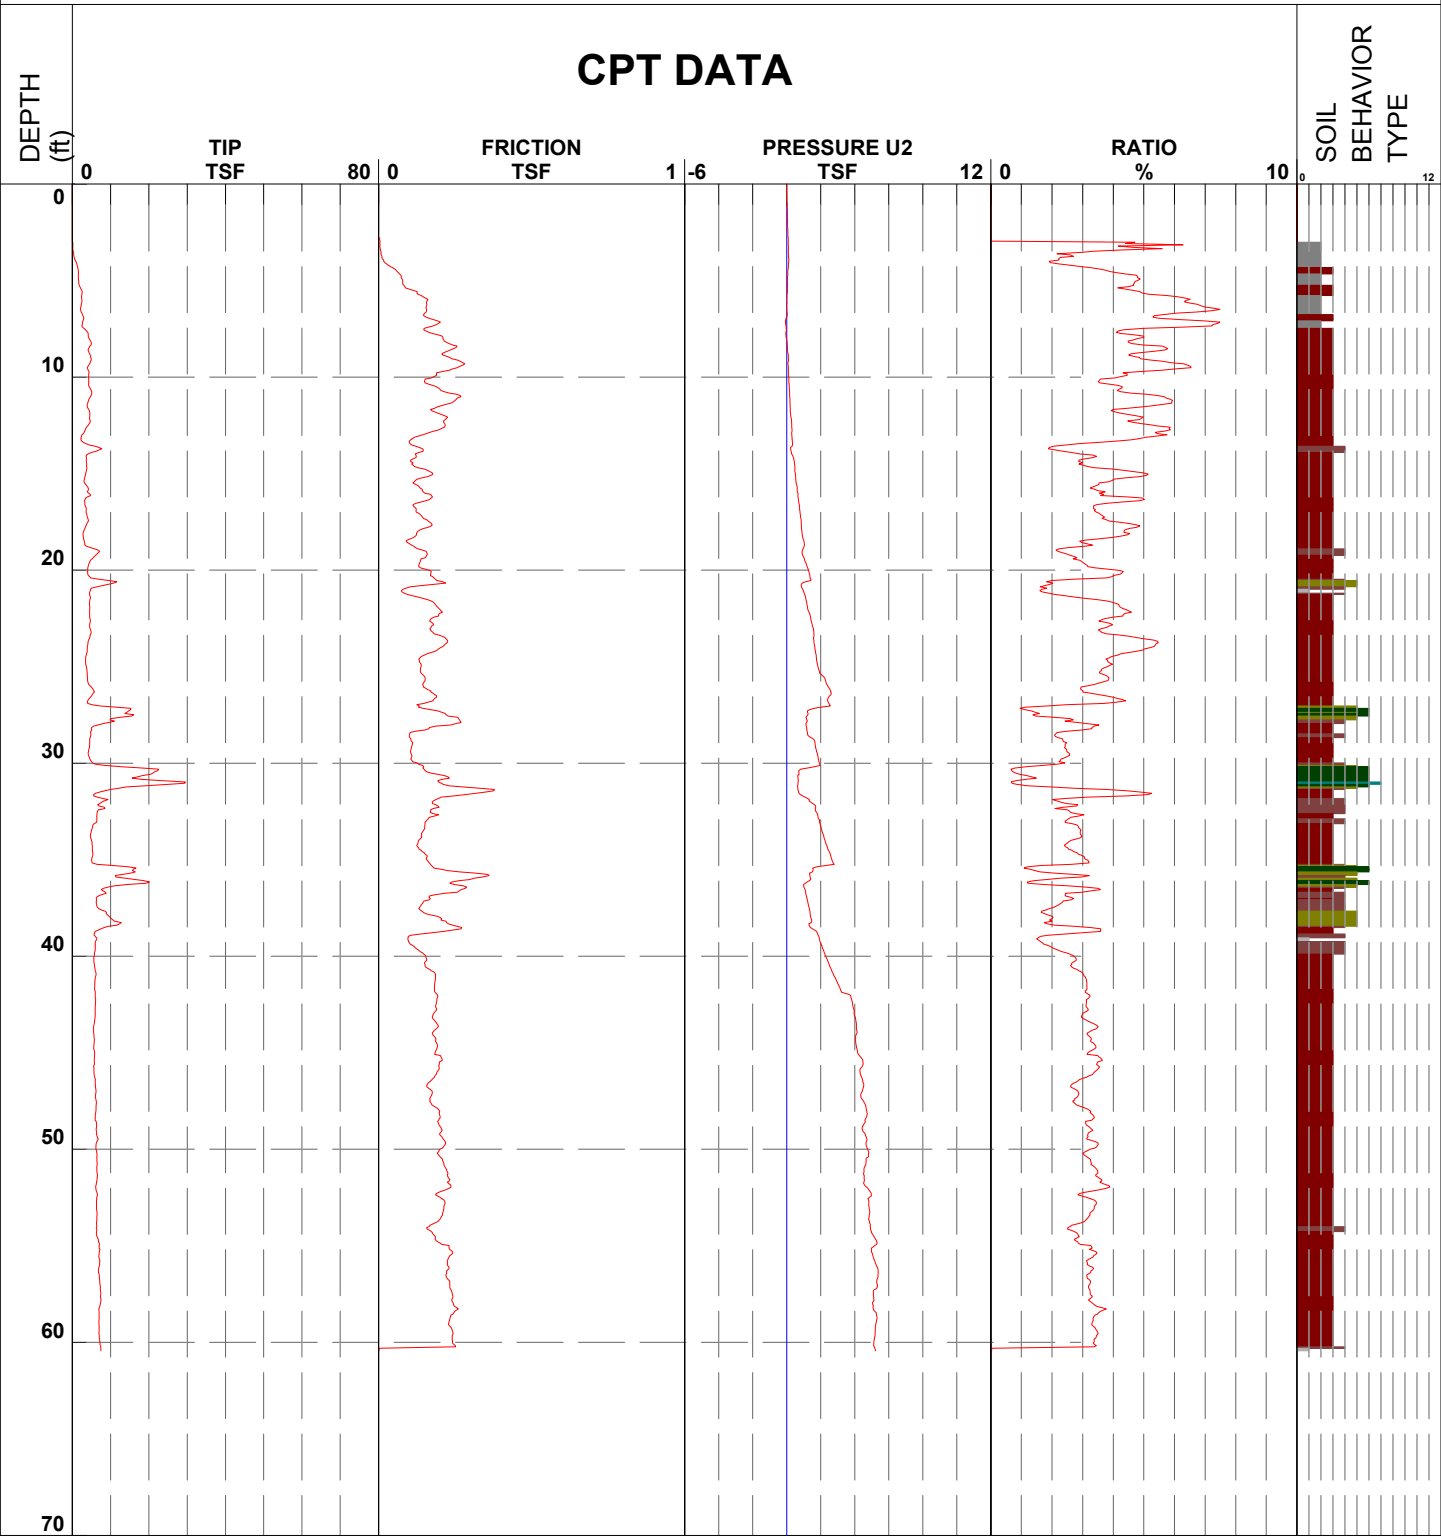 CPT DATA
DEPTH
(ft)
TIP
0 TSF 80
FRICTION
0 TSF 1
PRESSURE U2
-6 TSF 12
RATIO
0 % 10
SOIL
BEHAVIOR
TYPE
0 12
0
10
20
30
40
50
60
70